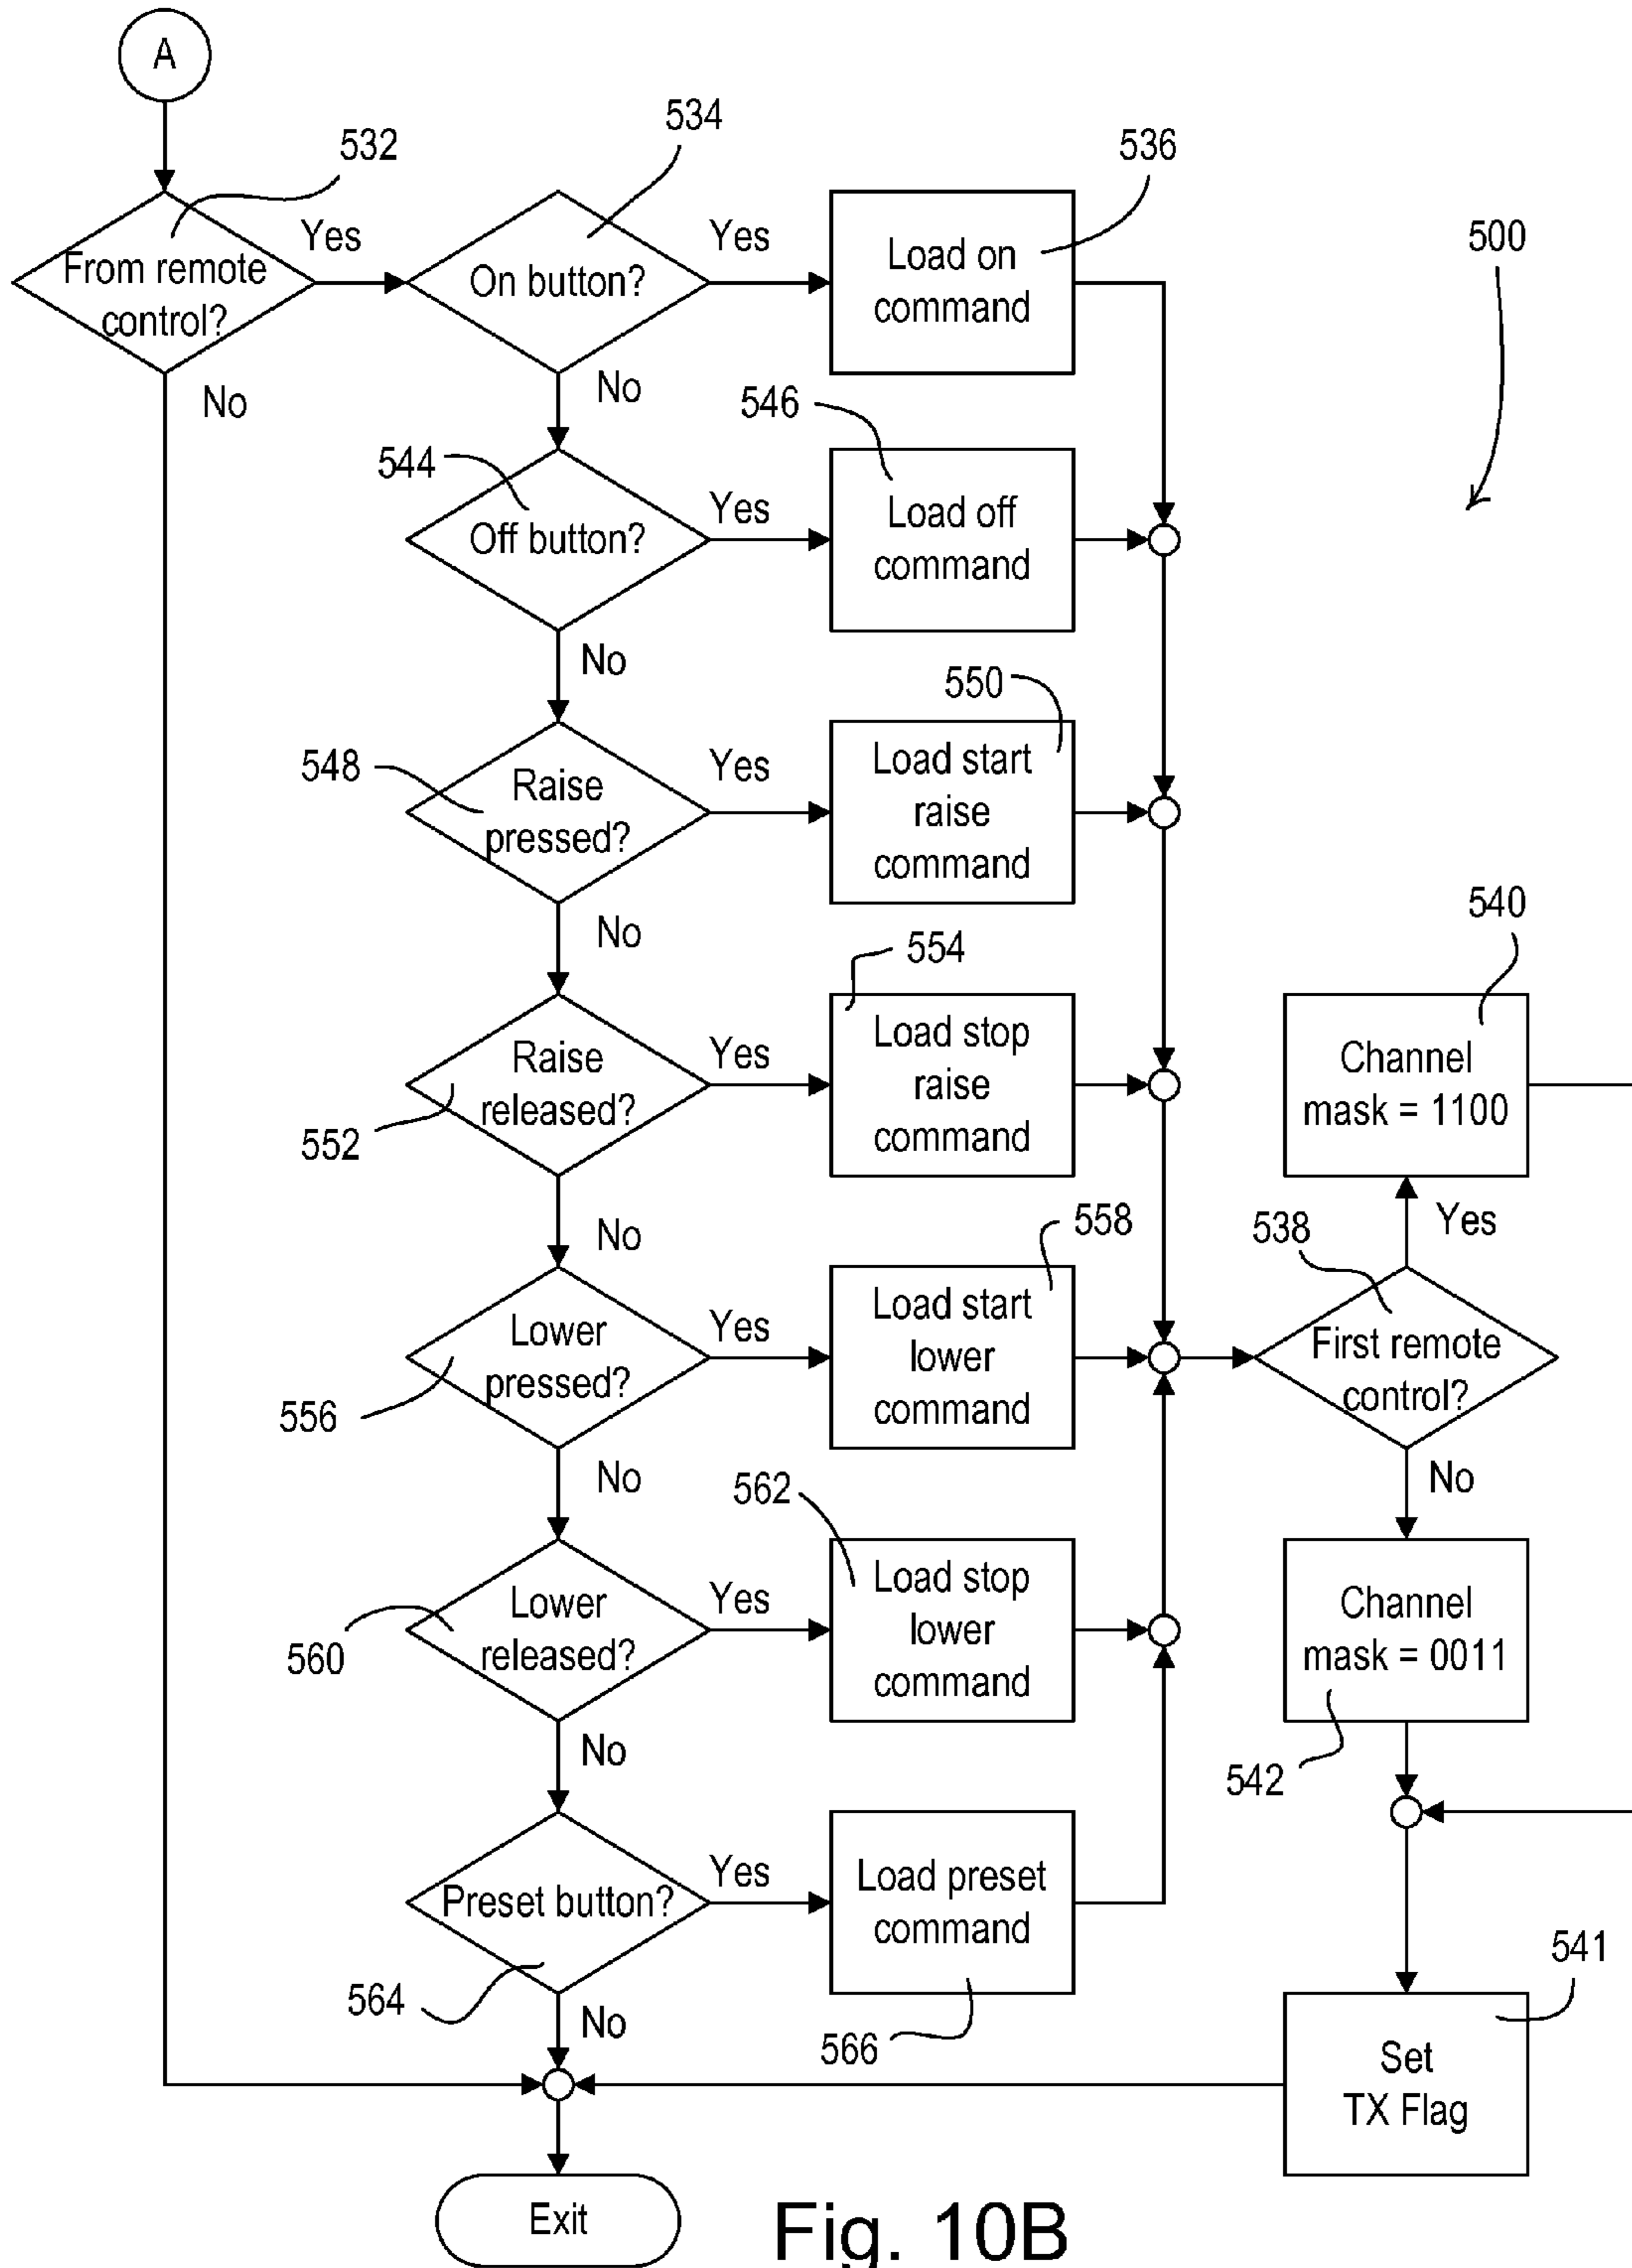 A
532
534
536
From remote
control?
Yes
On button?
Yes
Load on
command
500
No
No
544
546
Off button?
Yes
Load off
command
No
550
548
Raise
pressed?
Yes
Load start
raise
command
No
554
540
Raise
released?
Yes
Load stop
raise
command
Channel
mask = 1100
552
No
558
538
Yes
Lower
pressed?
Yes
Load start
lower
command
First remote
control?
556
No
562
No
Lower
released?
Yes
Load stop
lower
command
Channel
mask = 0011
560
No
542
Preset button?
Yes
Load preset
command
541
564
No
566
Set
TX Flag
Exit
Fig. 10B